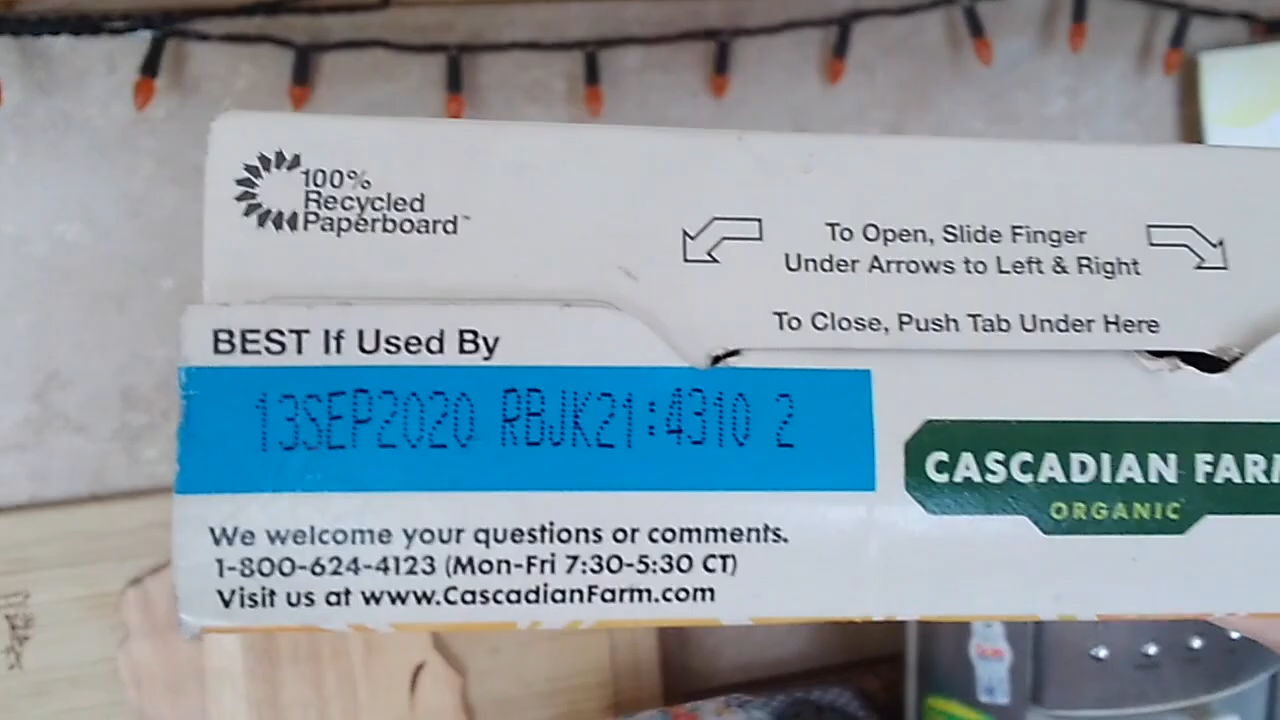 100%
Recycled
Paperboard™
To Open, Slide Finger
Under Arrows to Left & Right
To Close, Push Tab Under Here
BEST If Used By
13SEP2020 RBJK21:4310 2
CASCADIAN FARM
ORGANIC
We welcome your questions or comments.
1-800-624-4123 (Mon-Fri 7:30-5:30 CT)
Visit us at www.CascadianFarm.com